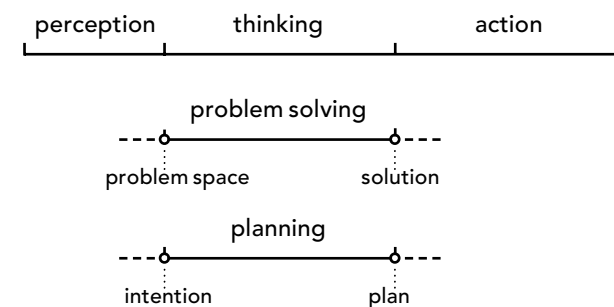 perception thinking action
problem solving
problem space solution
planning
intention plan